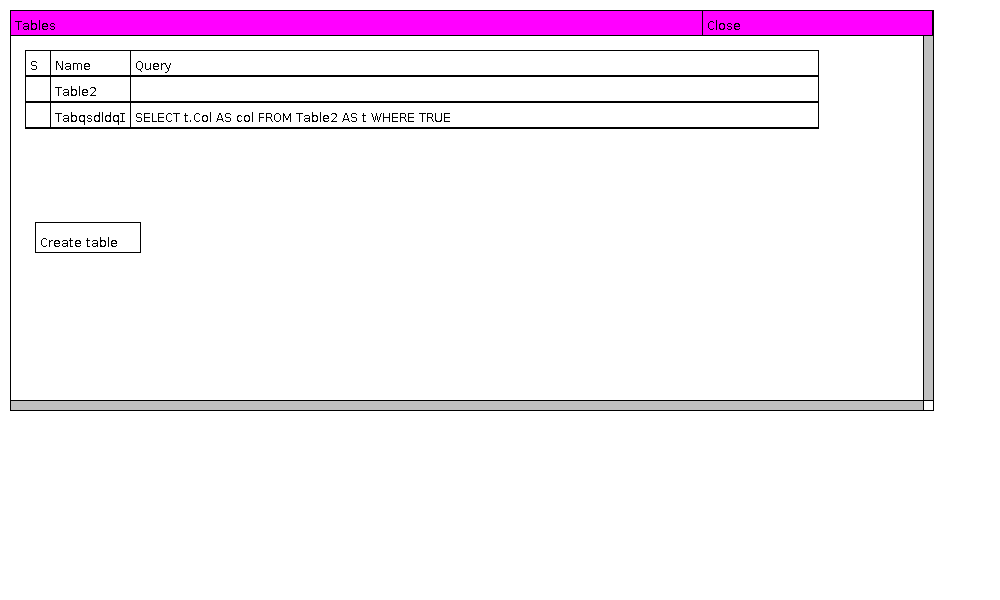 Tables Close
S Name Query
Table2
TabqsdldqI SELECT t.Col AS col FROM Table2 AS t WHERE TRUE
Create table